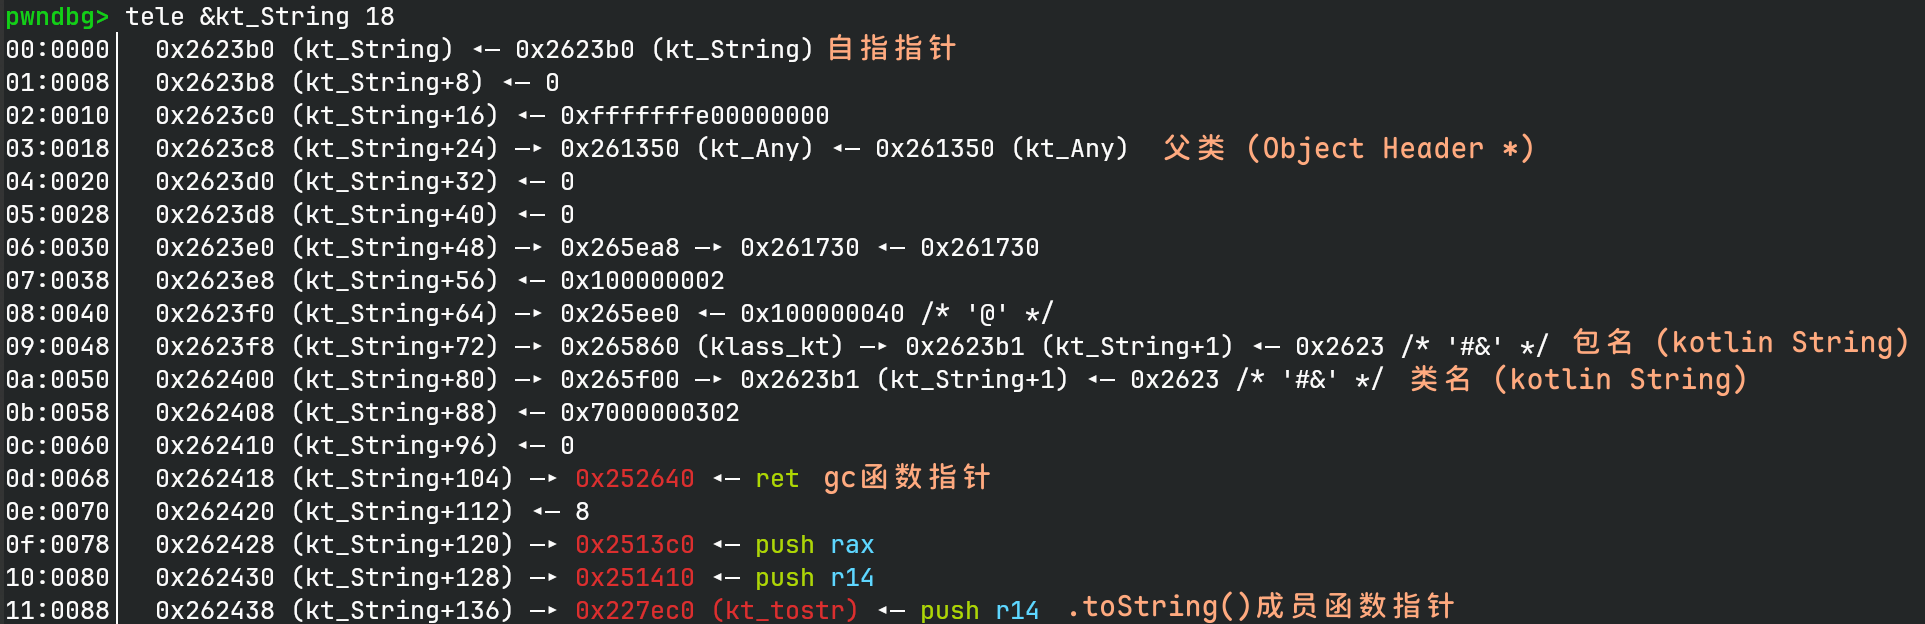 pwndbg> tele &kt_String 18
00:0000│ 0x2623b0 (kt_String) ◂— 0x2623b0 (kt_String) 自指指针
01:0008│ 0x2623b8 (kt_String+8) ◂— 0
02:0010│ 0x2623c0 (kt_String+16) ◂— 0xfffffffe00000000
03:0018│ 0x2623c8 (kt_String+24) —▸ 0x261350 (kt_Any) ◂— 0x261350 (kt_Any) 父类 (Object Header *)
04:0020│ 0x2623d0 (kt_String+32) ◂— 0
05:0028│ 0x2623d8 (kt_String+40) ◂— 0
06:0030│ 0x2623e0 (kt_String+48) —▸ 0x265ea8 —▸ 0x261730 ◂— 0x261730
07:0038│ 0x2623e8 (kt_String+56) ◂— 0x100000002
08:0040│ 0x2623f0 (kt_String+64) —▸ 0x265ee0 ◂— 0x100000040 /* '@' */
09:0048│ 0x2623f8 (kt_String+72) —▸ 0x265860 (klass_kt) —▸ 0x2623b1 (kt_String+1) ◂— 0x2623 /* '#&' */ 包名 (kotlin String)
0a:0050│ 0x262400 (kt_String+80) —▸ 0x265f00 —▸ 0x2623b1 (kt_String+1) ◂— 0x2623 /* '#&' */ 类名 (kotlin String)
0b:0058│ 0x262408 (kt_String+88) ◂— 0x7000000302
0c:0060│ 0x262410 (kt_String+96) ◂— 0
0d:0068│ 0x262418 (kt_String+104) —▸ 0x252640 ◂— ret gc函数指针
0e:0070│ 0x262420 (kt_String+112) ◂— 8
0f:0078│ 0x262428 (kt_String+120) —▸ 0x2513c0 ◂— push rax
10:0080│ 0x262430 (kt_String+128) —▸ 0x251410 ◂— push r14
11:0088│ 0x262438 (kt_String+136) —▸ 0x227ec0 (kt_tostr) ◂— push r14 .toString()成员函数指针